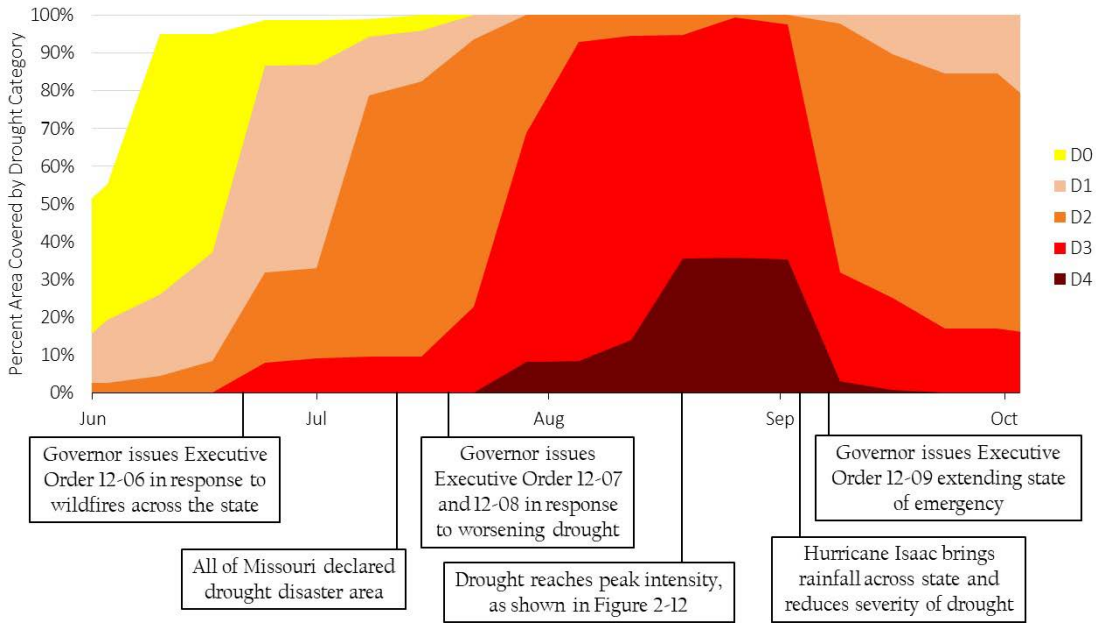 Percent Area Covered by Drought Category
100%
90%
80%
70%
60%
50%
40%
30%
20%
10%
0%
Jun
Jul
Aug
Sep
Oct
D0
D1
D2
D3
D4
Governor issues Executive
Order 12-06 in response to
wildfires across the state
All of Missouri declared
drought disaster area
Governor issues
Executive Order 12-07
and 12-08 in response
to worsening drought
Drought reaches peak intensity,
as shown in Figure 2-12
Hurricane Isaac brings
rainfall across state and
reduces severity of drought
Governor issues Executive
Order 12-09 extending state
of emergency